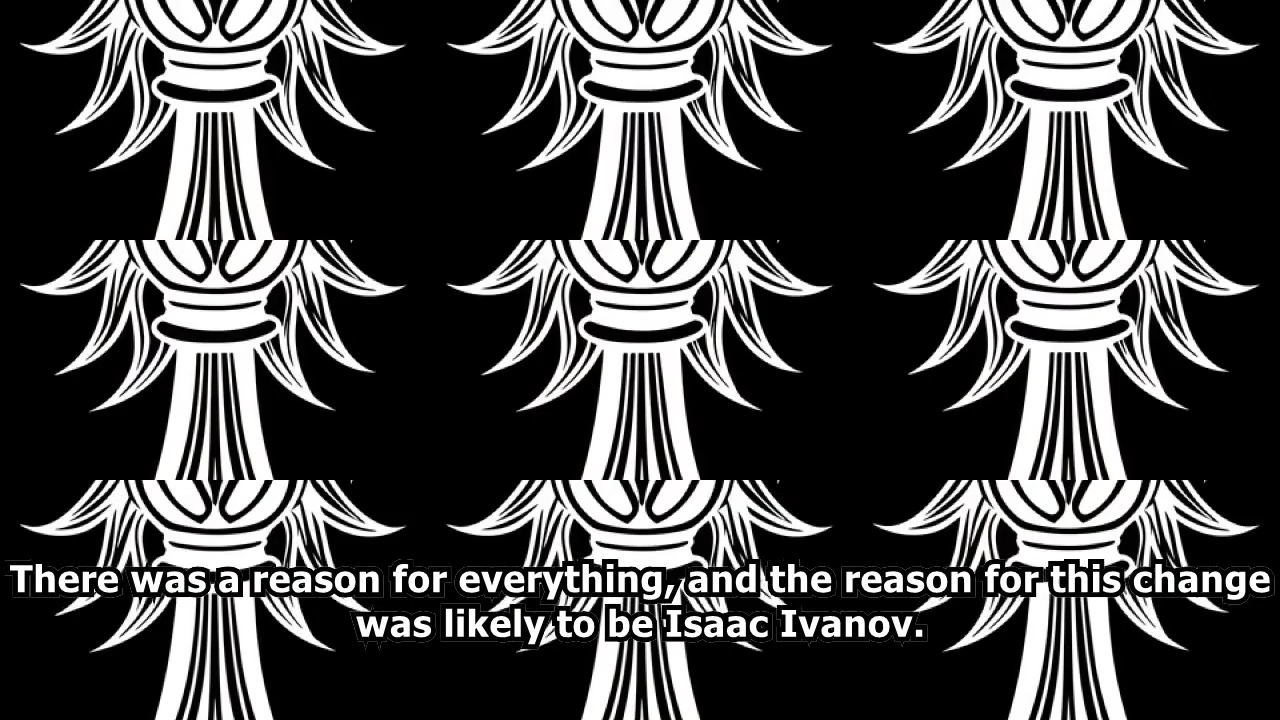 There was a reason for everything, and the reason for this change
was likely to be Isaac Ivanov.